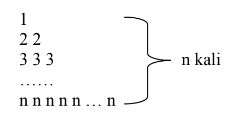 1
2 2
3 3 3
......
n n n n n … n
n kali